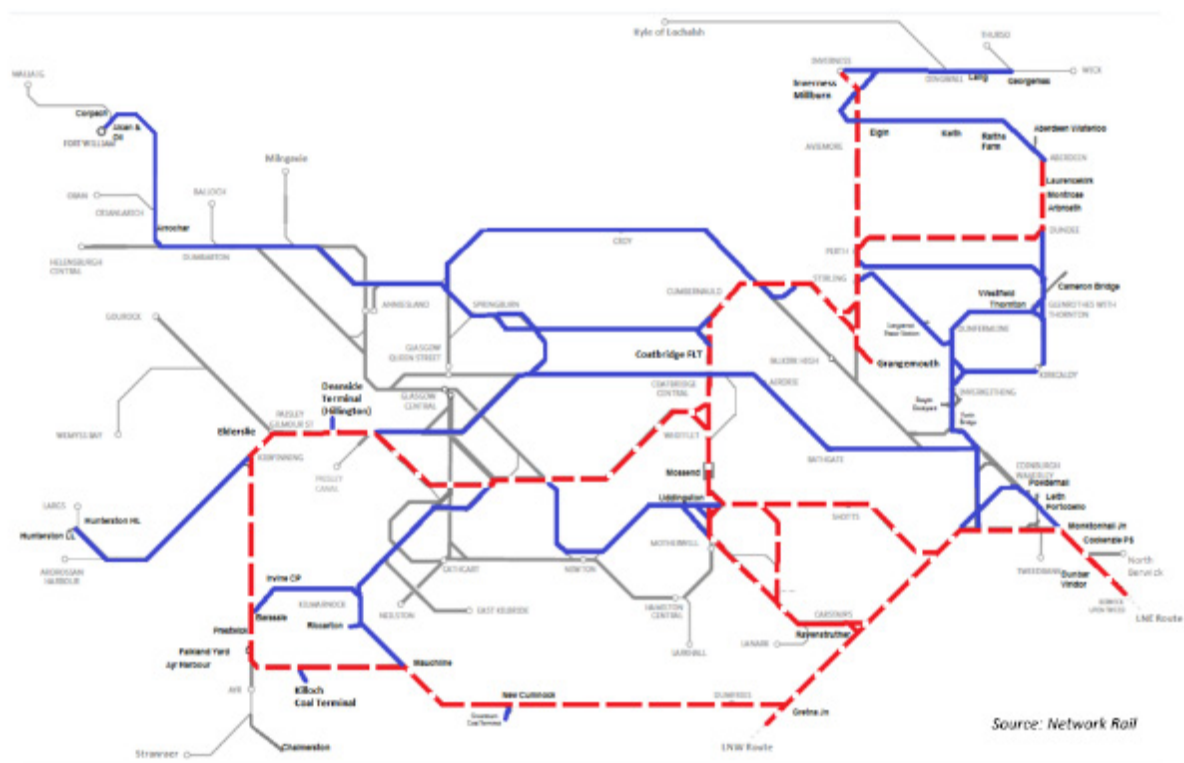 Kyle of Lochalsh
THURSO
WICK
INVERNESS
DINGWALL
Lairg
Georgemas
Inverness
Millburn
MALLAIG
Corpach
FORT WILLIAM
Elgin
Keith
Raiths
Farm
Aberdeen Waterloo
ABERDEEN
AVIEMORE
Milngavie
Laurencekirk
Montrose
Arbroath
OBAN
CRIANLARICH
BALLOCH
Arrochar
DUNDEE
HELENSBURGH
CENTRAL
DUMBARTON
CROY
PERTH
STIRLING
Cameron Bridge
CUMBERNAULD
Westfield
Thornton
GLENROTHES WITH
THORNTON
ANNIESLAND
SPRINGBURN
GOUROCK
DUNFERMLINE
GLASGOW
QUEEN STREET
Coatbridge FLT
FALKIRK HIGH
Grangemouth
Deanside
Terminal
(Hillington)
GLASGOW
CENTRAL
COATBRIDGE
CENTRAL
AIRDRIE
KIRKCALDY
INVERKEITHING
PAISLEY
GILMOUR ST
Elderslie
WEMYSS BAY
WHIFFLET
KILWINNING
PAISLEY
CANAL
BATHGATE
Mossend
EDINBURGH
WAVERLEY
Powderhall
Leith
Portobello
LARGS
Hunterston HL
Hunterston LL
Uddingston
SHOTTS
Monktonhall Jn
Cockenzie PS
MOTHERWELL
ARDROSSAN
HARBOUR
CATHCART
NEWTON
TWEEDBANK
North
Berwick
Dunbar
Viridor
Irvine CP
KILMARNOCK
NEILSTON
EAST KILBRIDE
HAMILTON
CENTRAL
BERWICK
UPON TWEED
LNE Route
Barassie
CARSTAIRS
Riccarton
Prestwick
Ravenstruther
LANARK
LARKHALL
Falkland Yard
Ayr Harbour
Mauchline
AYR
Killoch
Coal Terminal
New Cumnock
DUMFRIES
Gretna Jn
Source: Network Rail
Chalmerston
Stranraer
LNW Route